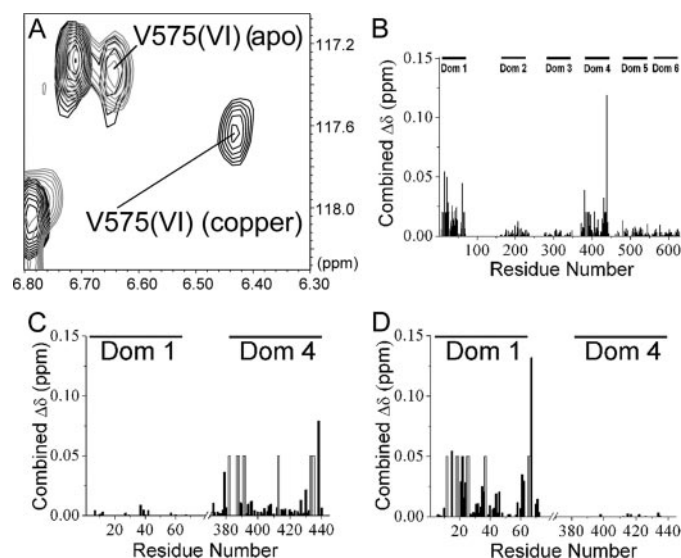 A
V575(VI) (apo)
V575(VI) (copper)
117.2
117.6
118.0
(ppm)
6.80 6.70 6.60 6.50 6.40 6.30
B
Combined Δδ (ppm)
0.15
0.10
0.05
0.00
Dom 1 Dom 2 Dom 3 Dom 4 Dom 5 Dom 6
100 200 300 400 500 600
Residue Number
C
Combined Δδ (ppm)
0.15
0.10
0.05
0.00
Dom 1 Dom 4
20 40 60 380 400 420 440
Residue Number
D
Combined Δδ (ppm)
0.15
0.10
0.05
0.00
Dom 1 Dom 4
20 40 60 380 400 420 440
Residue Number